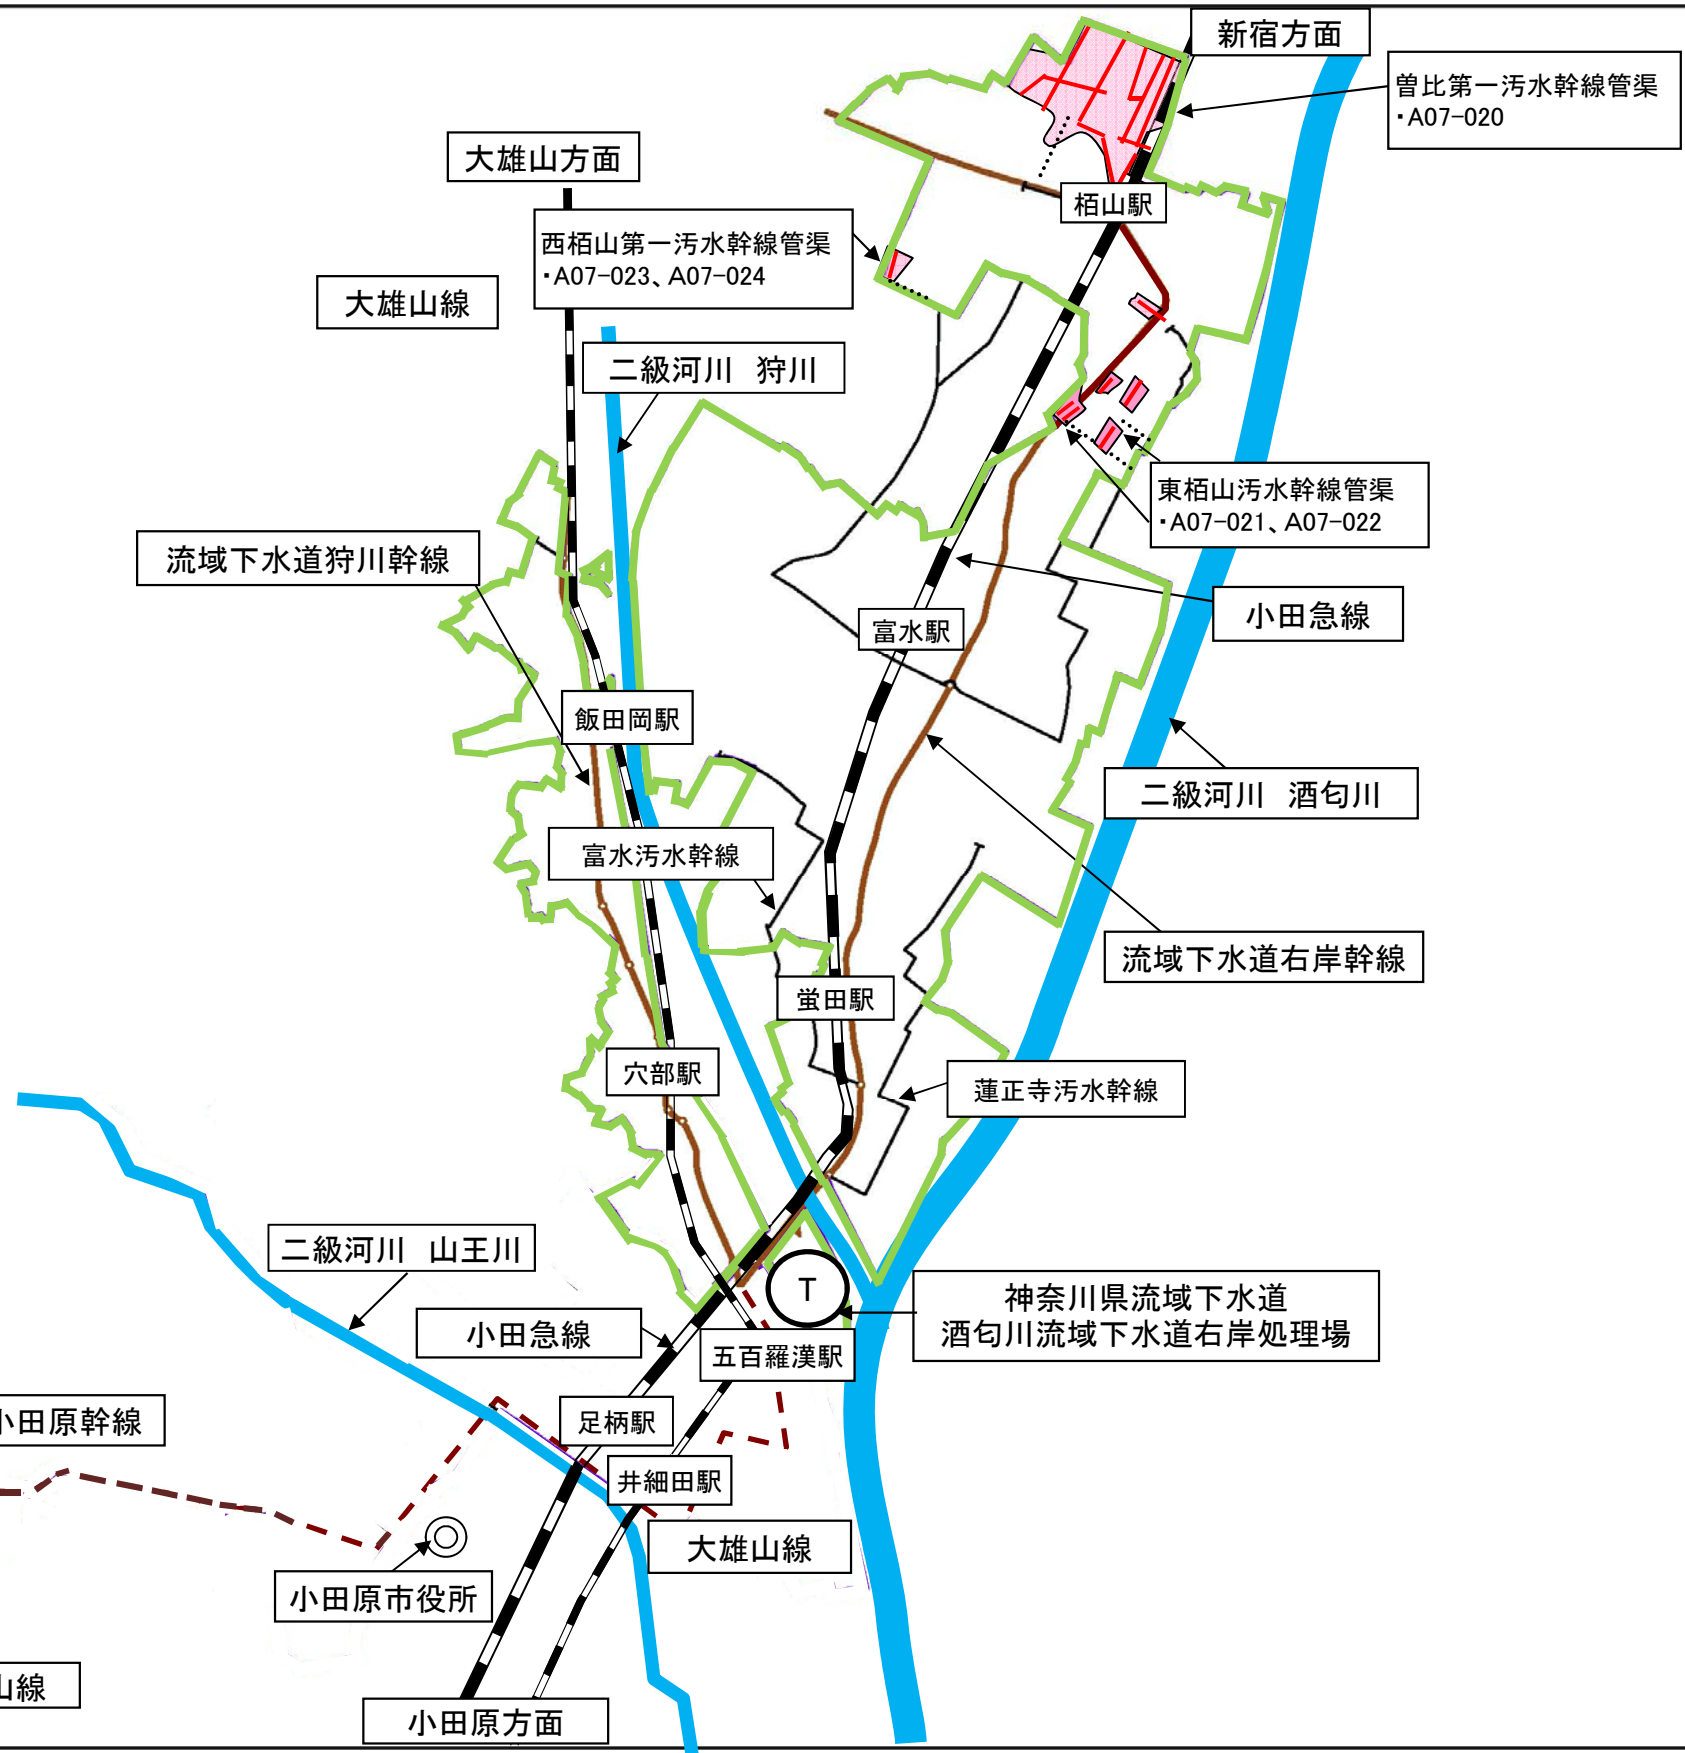 新宿方面
曽比第一汚水幹線管渠
・A07-020
大雄山方面
栢山駅
西栢山第一汚水幹線管渠
・A07-023、A07-024
大雄山線
二級河川　狩川
東栢山汚水幹線管渠
・A07-021、A07-022
流域下水道狩川幹線
小田急線
富水駅
飯田岡駅
二級河川　酒匂川
富水汚水幹線
流域下水道右岸幹線
蛍田駅
穴部駅
蓮正寺汚水幹線
二級河川　山王川
T
神奈川県流域下水道
酒匂川流域下水道右岸処理場
小田急線
五百羅漢駅
小田原幹線
足柄駅
井細田駅
大雄山線
小田原市役所
山線
小田原方面